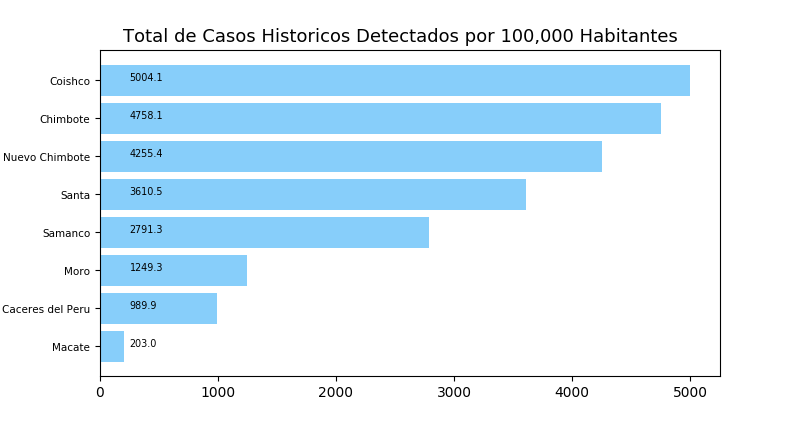 Total de Casos Historicos Detectados por 100,000 Habitantes
Coishco 5004.1
Chimbote 4758.1
Nuevo Chimbote 4255.4
Santa 3610.5
Samanco 2791.3
Moro 1249.3
Caceres del Peru 989.9
Macate 203.0
0 1000 2000 3000 4000 5000